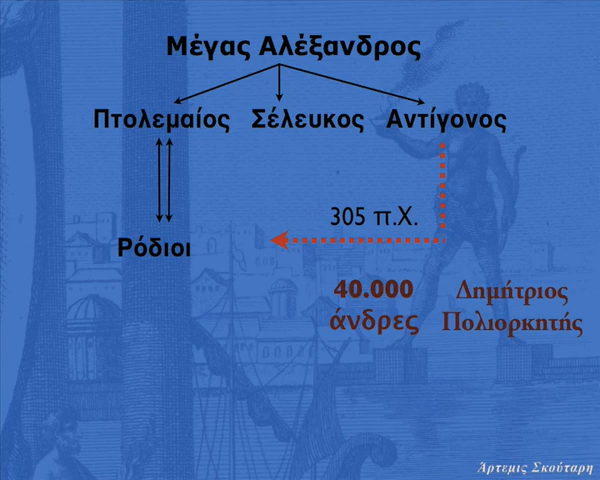 Μέγας Αλέξανδρος
Πτολεμαίος Σέλευκος Αντίγονος
305 π.Χ.
Ρόδιοι
40.000 Δημήτριος
άνδρες Πολιορκητής
Άρτεμις Σκούταρη